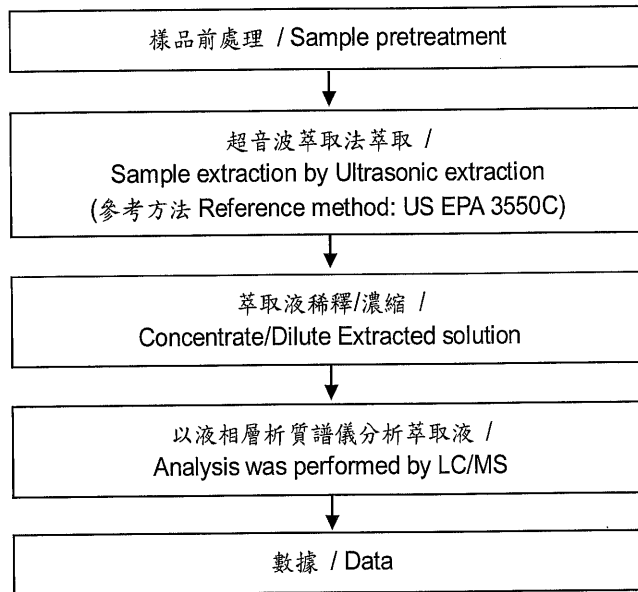 樣品前處理 / Sample pretreatment
超音波萃取法萃取 /
Sample extraction by Ultrasonic extraction
(參考方法 Reference method: US EPA 3550C)
萃取液稀釋/濃縮 /
Concentrate/Dilute Extracted solution
以液相層析質譜儀分析萃取液 /
Analysis was performed by LC/MS
數據 / Data